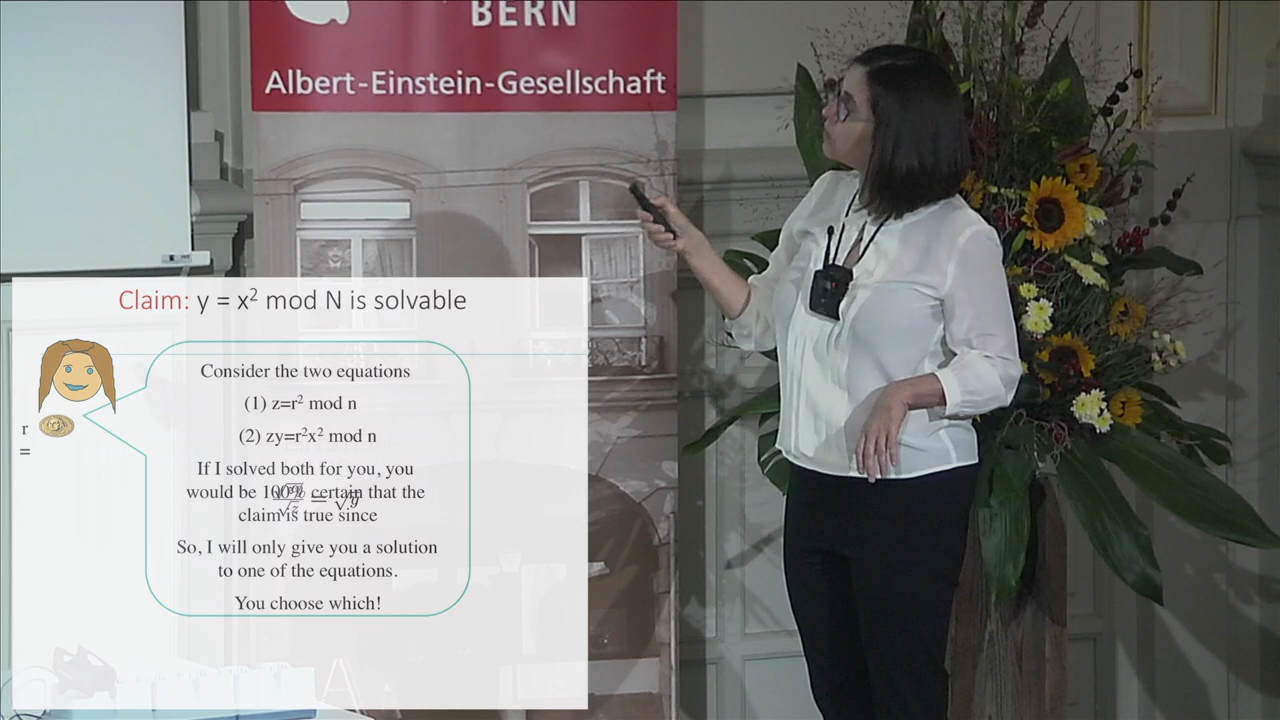 BERN
Albert-Einstein-Gesellschaft
Claim: y = x² mod N is solvable
Consider the two equations
(1) z=r² mod n
(2) zy=r²x² mod n
If I solved both for you, you
would be 100% certain that the
claim is true since
So, I will only give you a solution
to one of the equations.
You choose which!
r
=